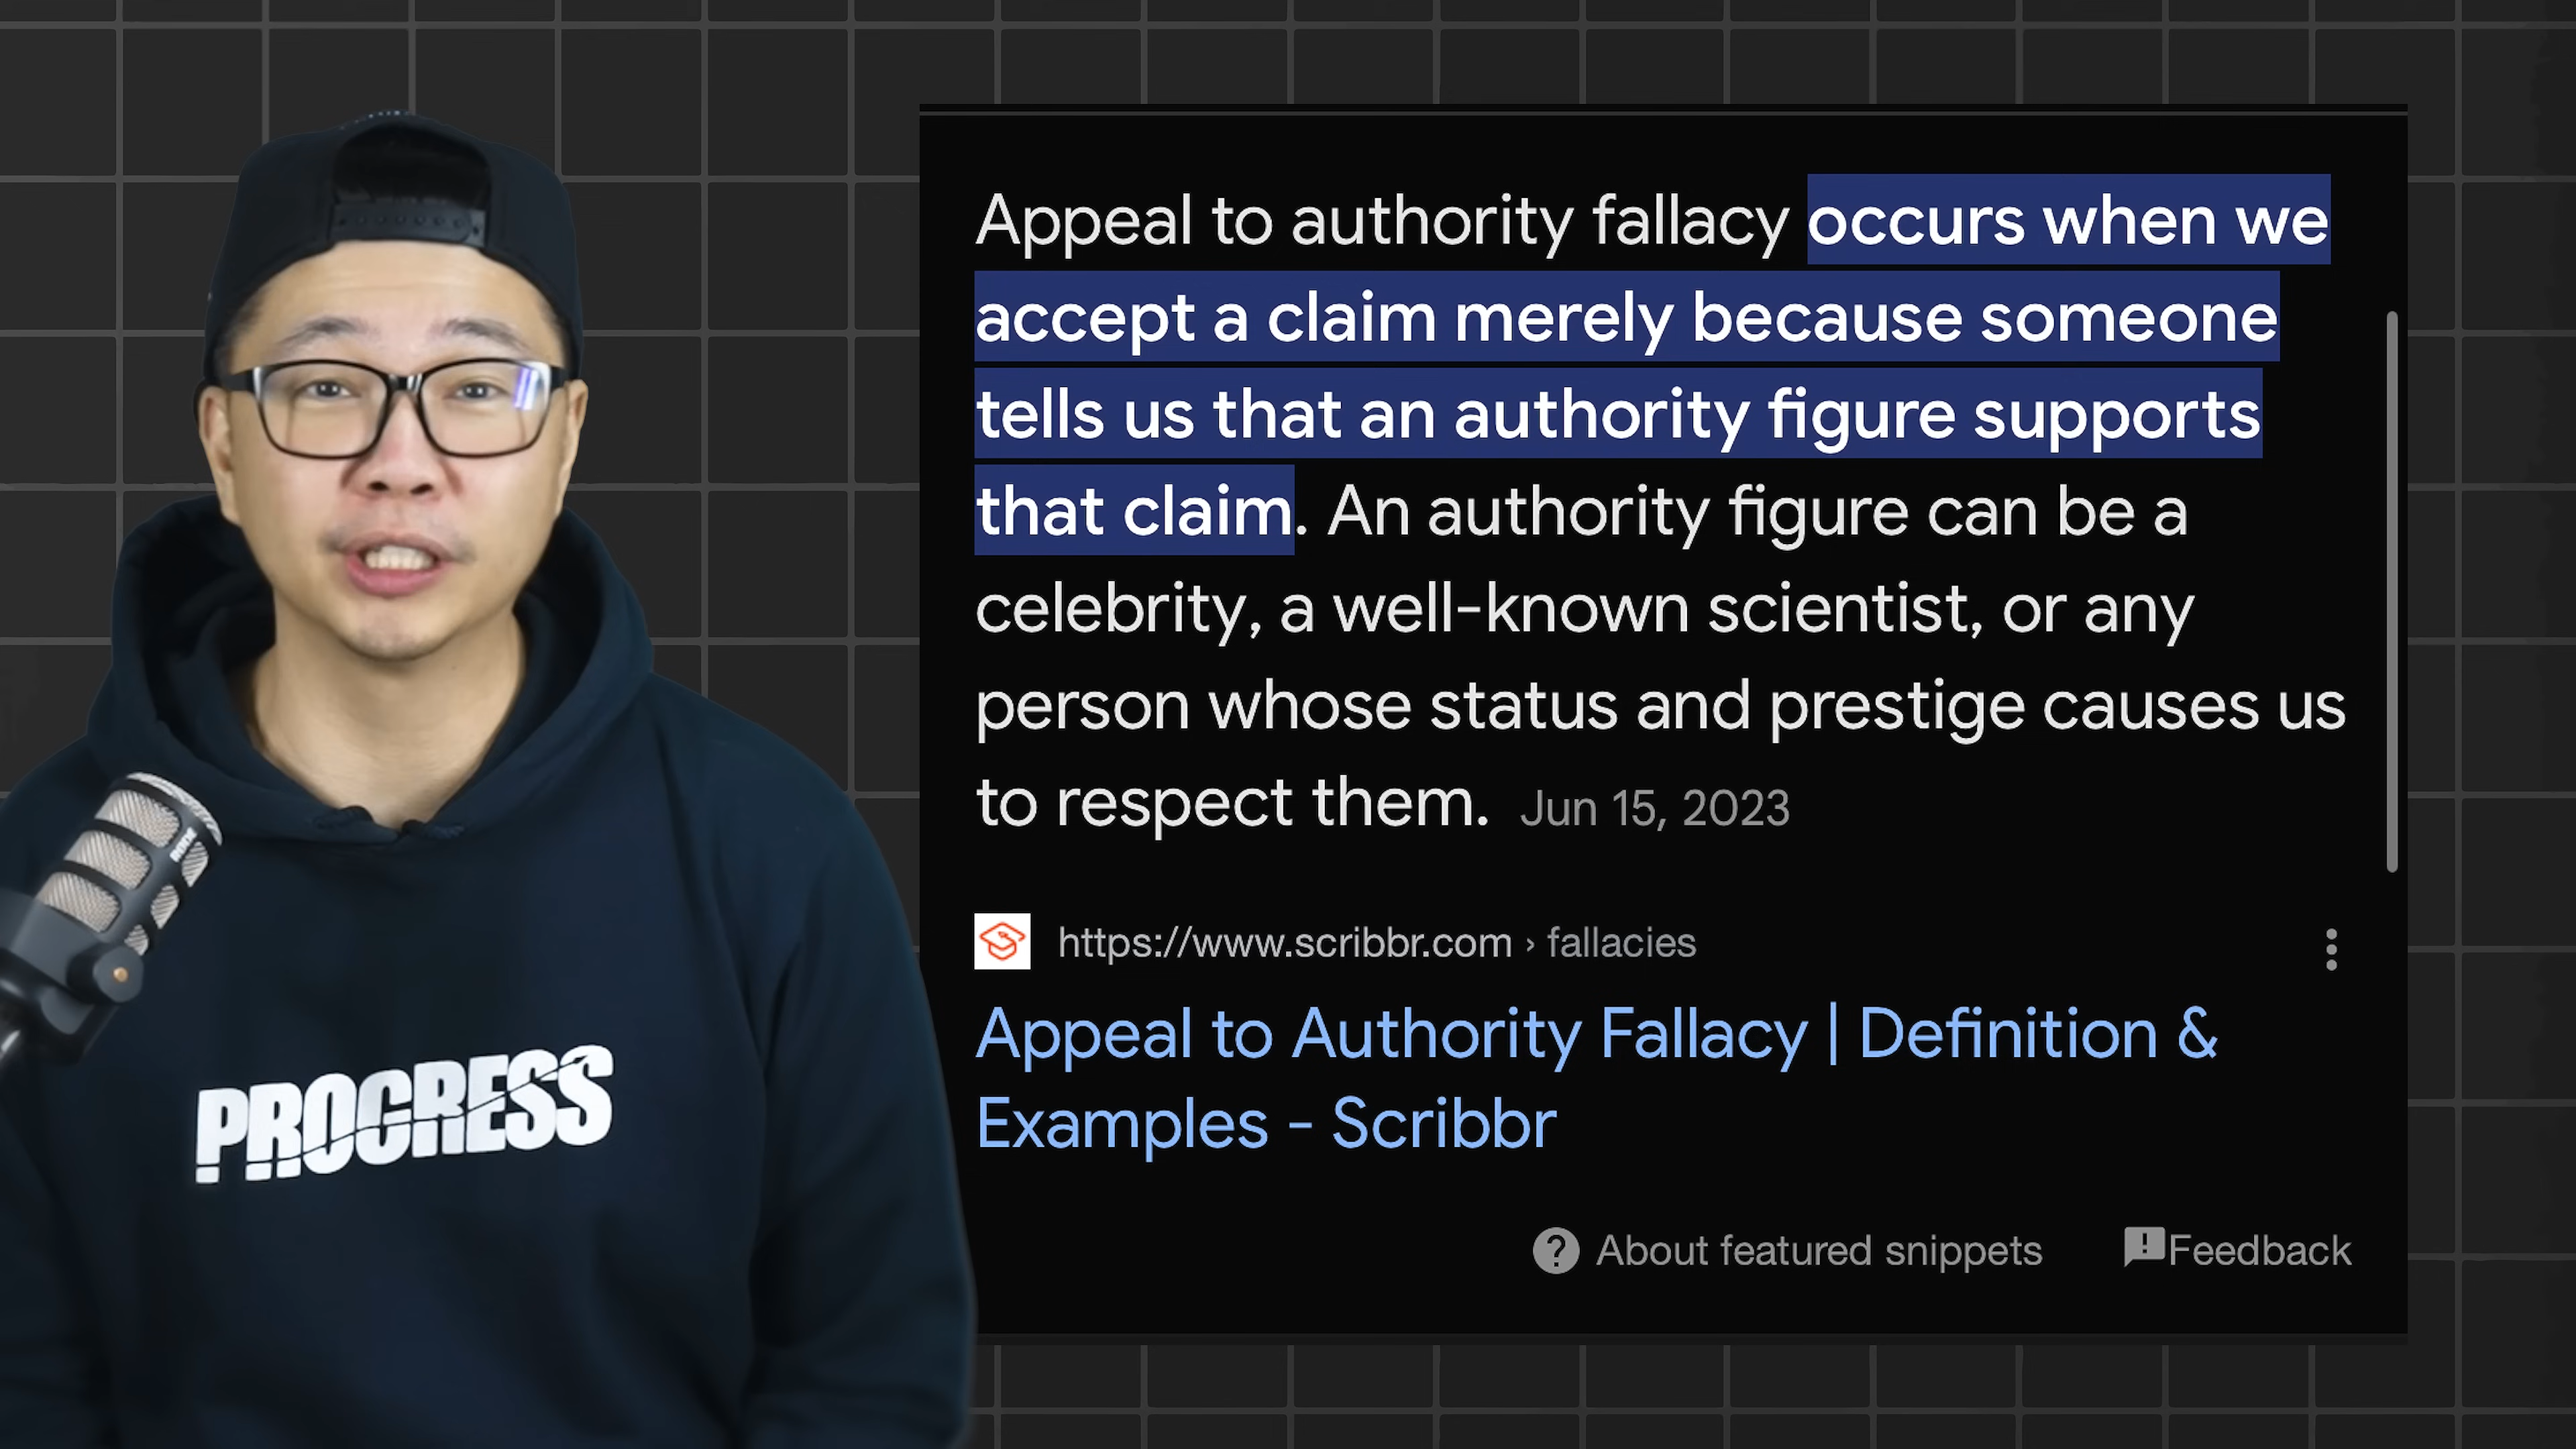 Appeal to authority fallacy occurs when we
accept a claim merely because someone
tells us that an authority figure supports
that claim. An authority figure can be a
celebrity, a well-known scientist, or any
person whose status and prestige causes us
to respect them. Jun 15, 2023
https://www.scribbr.com › fallacies
Appeal to Authority Fallacy | Definition &
Examples - Scribbr
About featured snippets Feedback
RODE
PROGRESS